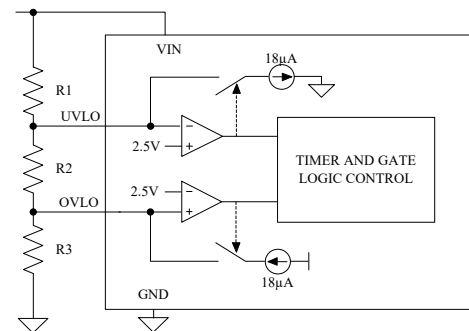 VIN
18µA
R1
UVLO
2.5V
R2
TIMER AND GATE
LOGIC CONTROL
2.5V
OVLO
R3
18µA
GND